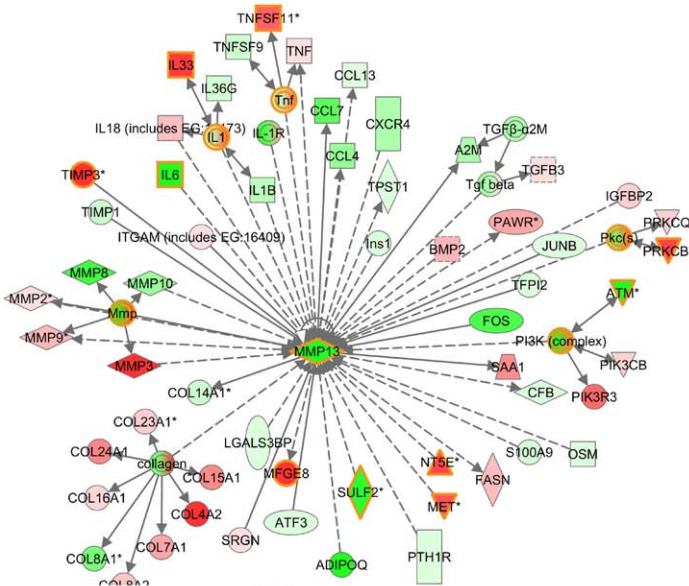 TNFSF11*
TNFSF9
TNF
IL33
IL36G
CCL13
Tnf
CCL7
CXCR4
IL18 (includes EG:16173)
IL1
IL-1R
TGFβ-α2M
A2M
CCL4
TIMP3*
IL6
IL1B
TPST1
Tgf beta
TGFB3
TIMP1
IGFBP2
PRKCQ
ITGAM (includes EG:16409)
Ins1
BMP2
PAWR*
JUNB
Pkc(s)
PRKCB
MMP8
MMP10
TFPI2
ATM*
MMP2*
Mmp
FOS
MMP9*
MMP13
PI3K (complex)
MMP3
SAA1
PIK3CB
COL14A1*
CFB
PIK3R3
COL23A1*
COL24A1
LGALS3BP
collagen
COL15A1
MFGE8
NT5E*
S100A9
OSM
FASN
COL16A1
SULF2*
MET*
COL4A2
ATF3
SRGN
COL8A1*
COL7A1
ADIPOQ
PTH1R
COL8A2